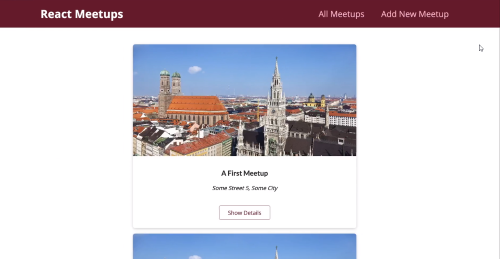 React Meetups
All Meetups
Add New Meetup
A First Meetup
Some Street 5, Some City
Show Details